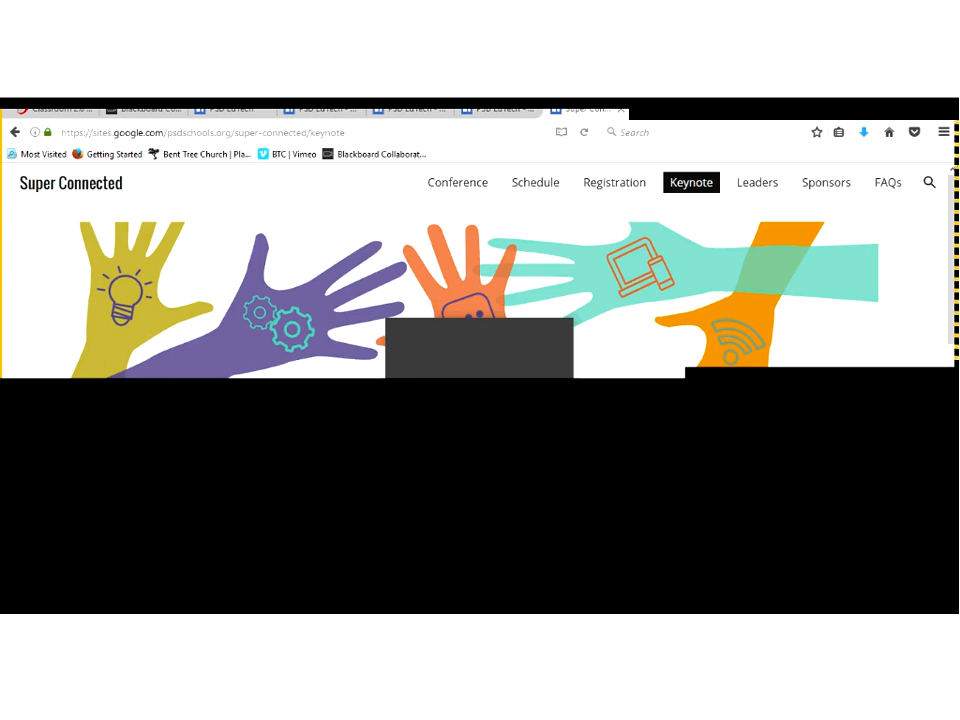 https://sites.google.com/psdschools.org/super-connected/keynote Search
Most Visited Getting Started Bent Tree Church | Pla... BTC | Vimeo Blackboard Collaborat...
Super Connected Conference Schedule Registration Keynote Leaders Sponsors FAQs